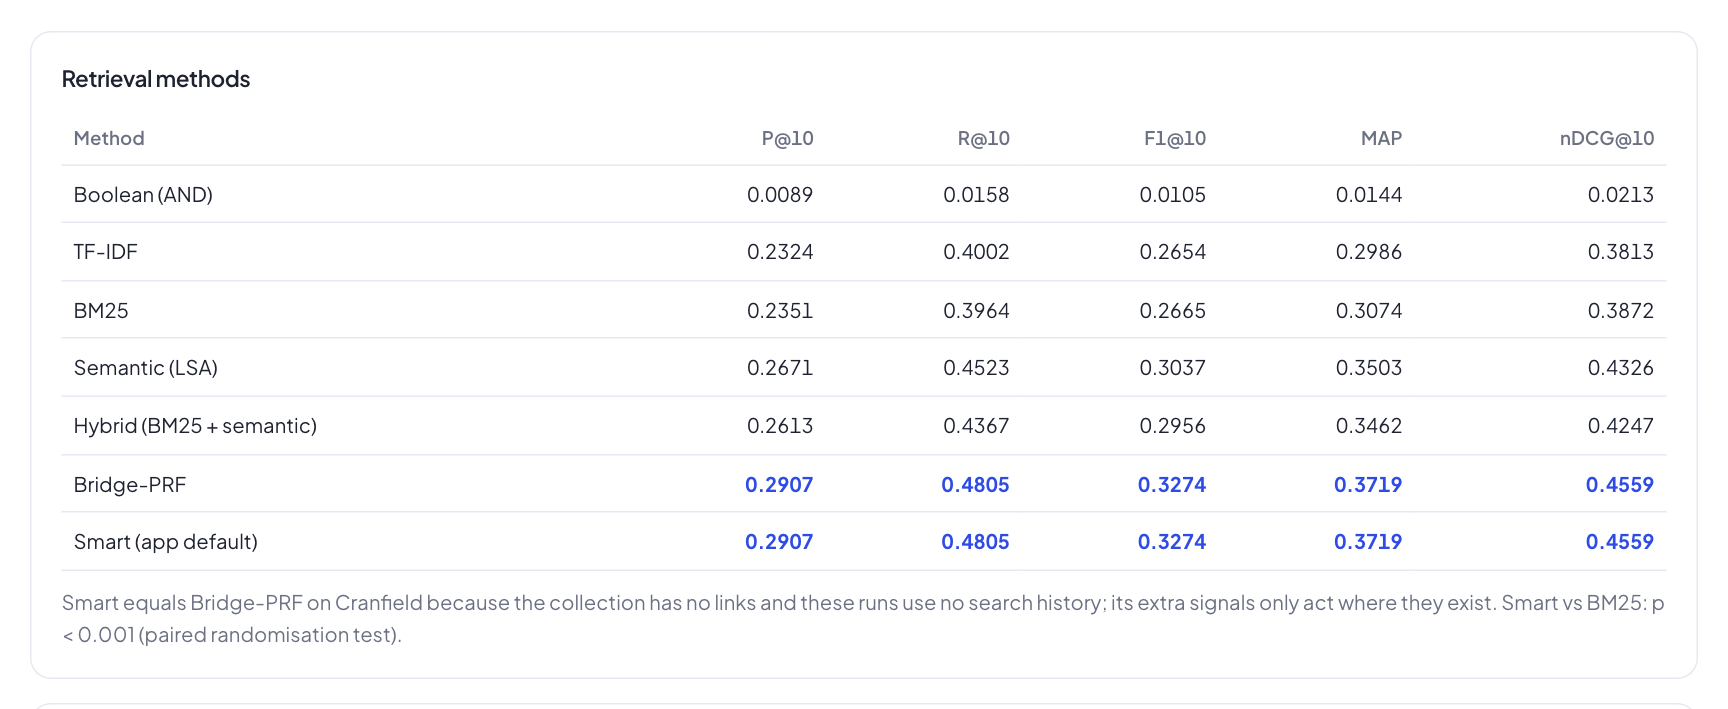 Retrieval methods
Method P@10 R@10 F1@10 MAP nDCG@10
Boolean (AND) 0.0089 0.0158 0.0105 0.0144 0.0213
TF-IDF 0.2324 0.4002 0.2654 0.2986 0.3813
BM25 0.2351 0.3964 0.2665 0.3074 0.3872
Semantic (LSA) 0.2671 0.4523 0.3037 0.3503 0.4326
Hybrid (BM25 + semantic) 0.2613 0.4367 0.2956 0.3462 0.4247
Bridge-PRF 0.2907 0.4805 0.3274 0.3719 0.4559
Smart (app default) 0.2907 0.4805 0.3274 0.3719 0.4559
Smart equals Bridge-PRF on Cranfield because the collection has no links and these runs use no search history; its extra signals only act where they exist. Smart vs BM25: p
< 0.001 (paired randomisation test).